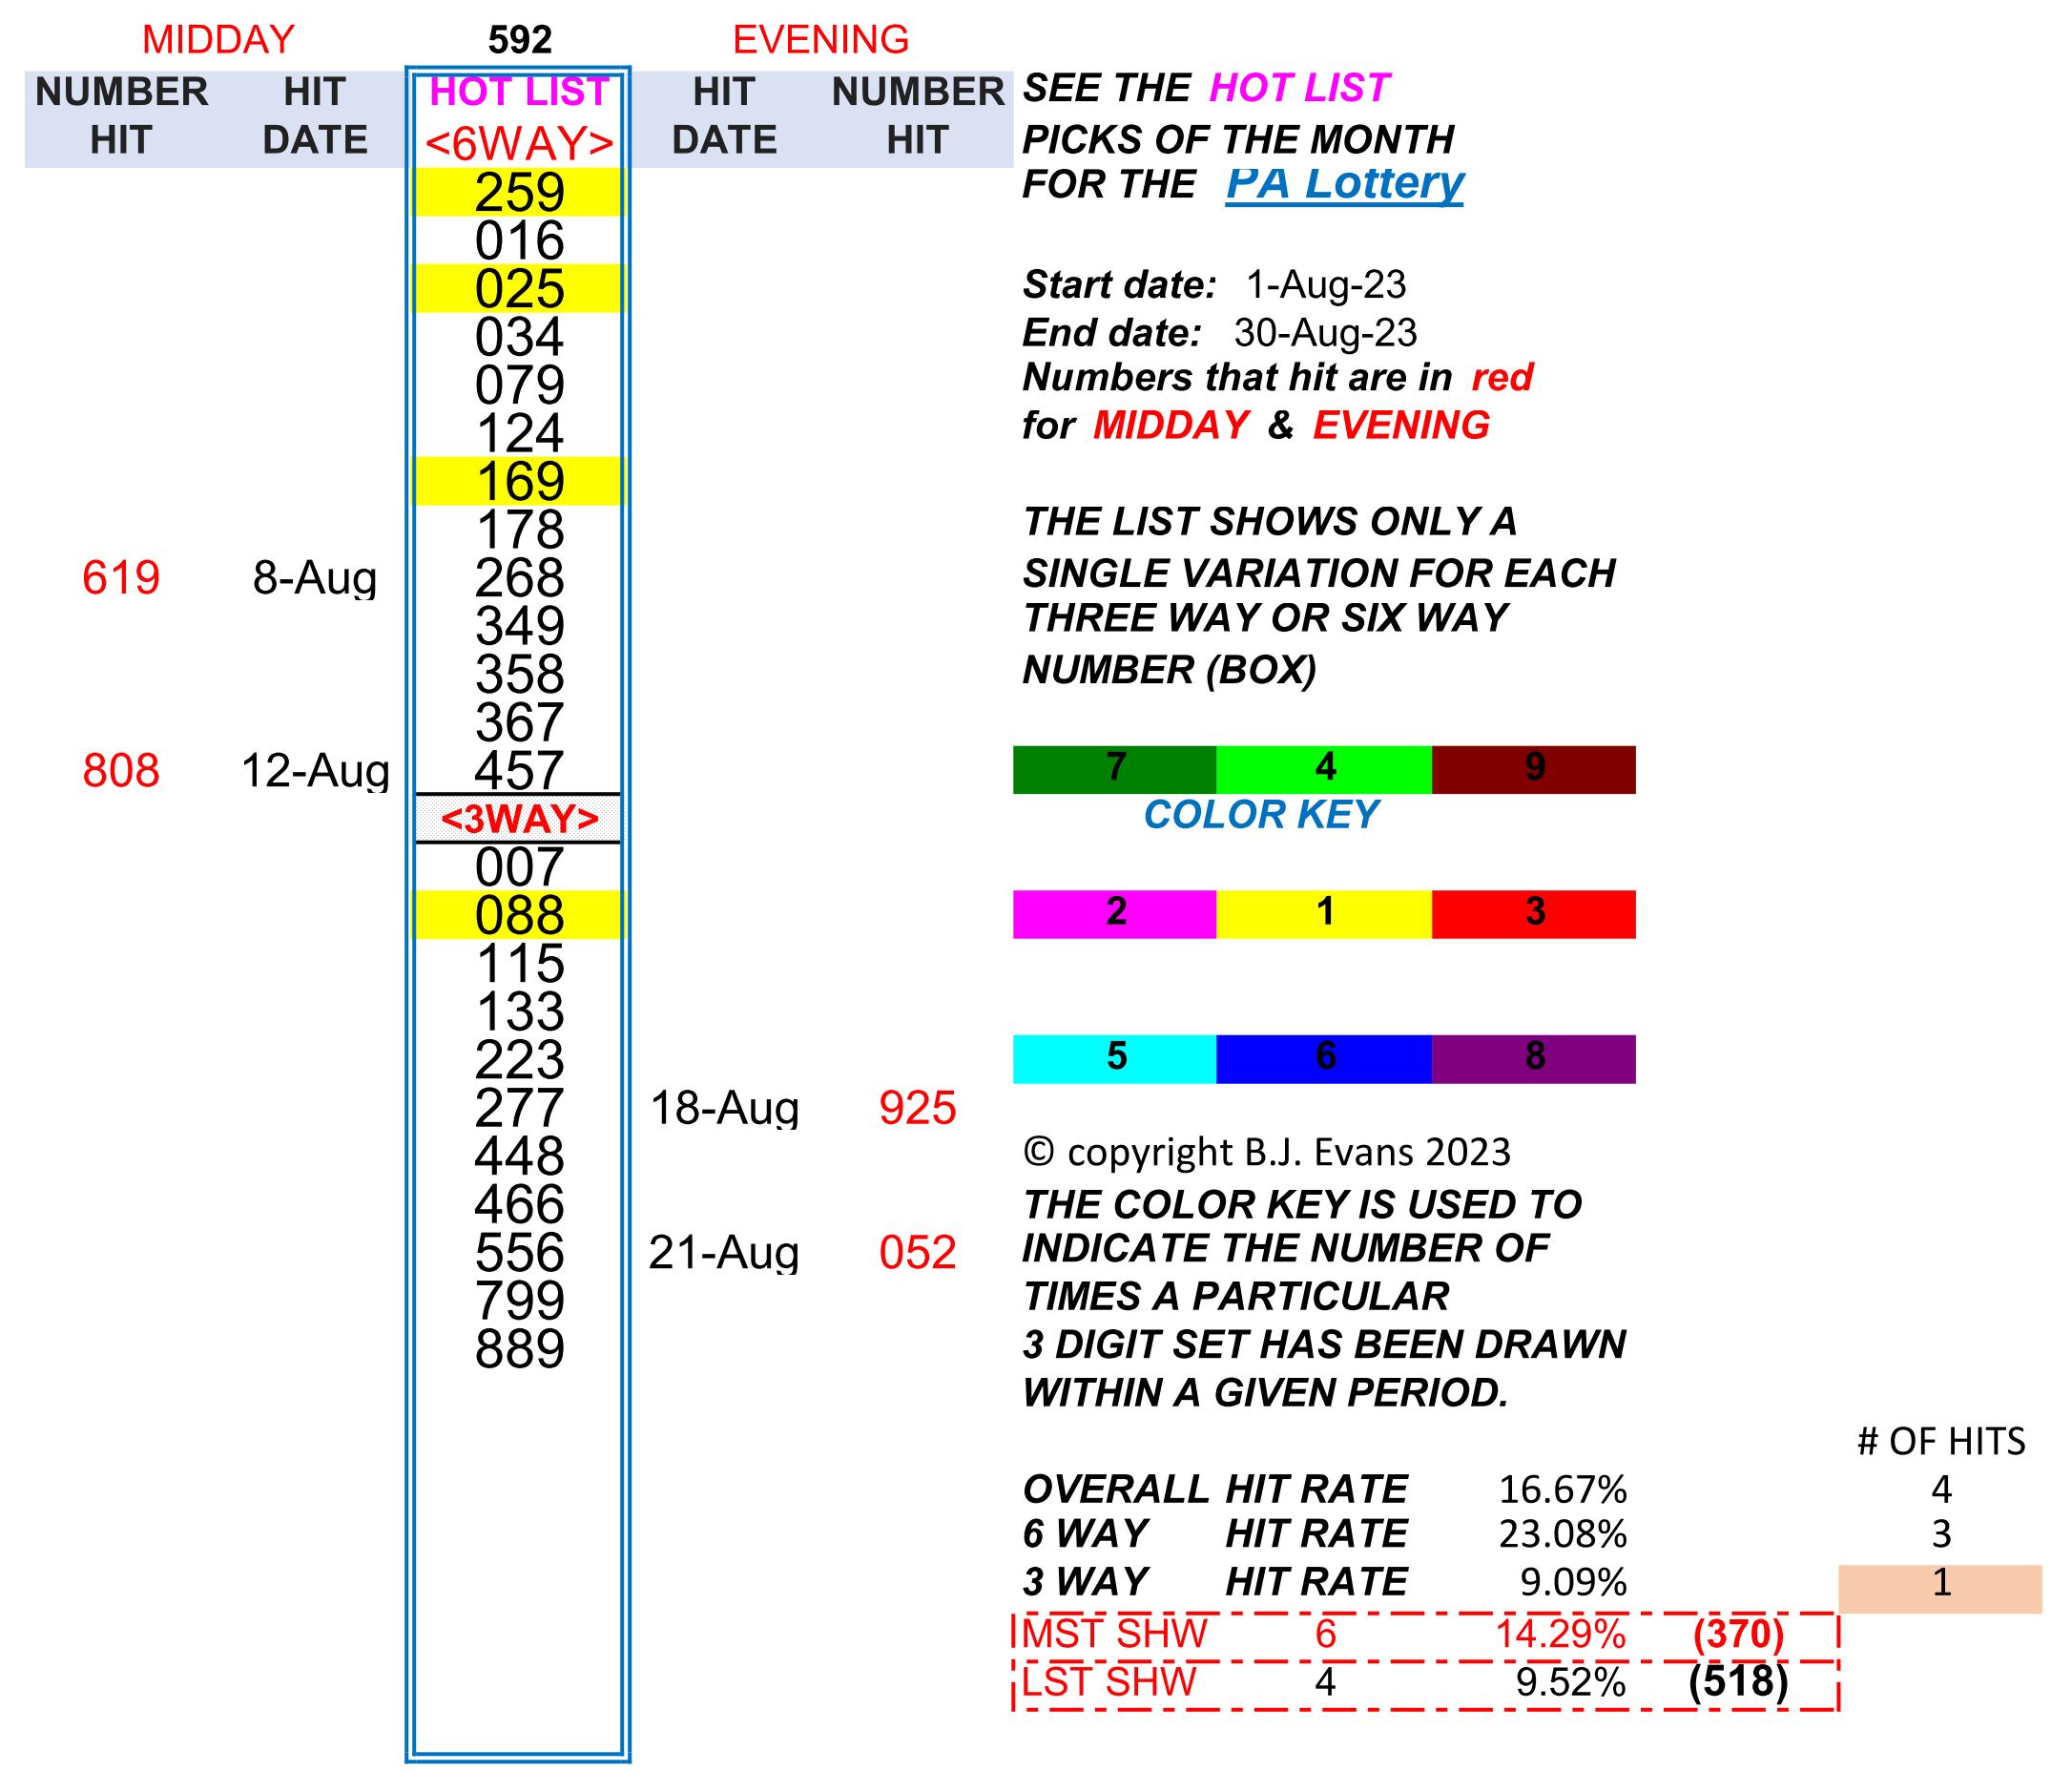 MIDDAY 592 EVENING
NUMBER HIT HOT LIST HIT NUMBER SEE THE HOT LIST
HIT DATE <6WAY> DATE HIT PICKS OF THE MONTH
259 FOR THE PA Lottery
016
025 Start date: 1-Aug-23
034 End date: 30-Aug-23
079 Numbers that hit are in red
124 for MIDDAY & EVENING
169
178 THE LIST SHOWS ONLY A
619 8-Aug 268 SINGLE VARIATION FOR EACH
349 THREE WAY OR SIX WAY
358 NUMBER (BOX)
367
808 12-Aug 457 7 4 9
<3WAY> COLOR KEY
007
088 2 1 3
115
133
223 5 6 8
277 18-Aug 925
448 © copyright B.J. Evans 2023
466 THE COLOR KEY IS USED TO
556 21-Aug 052 INDICATE THE NUMBER OF
799 TIMES A PARTICULAR
889 3 DIGIT SET HAS BEEN DRAWN
WITHIN A GIVEN PERIOD.
# OF HITS
OVERALL HIT RATE 16.67% 4
6 WAY HIT RATE 23.08% 3
3 WAY HIT RATE 9.09% 1
MST SHW 6 14.29% (370)
LST SHW 4 9.52% (518)